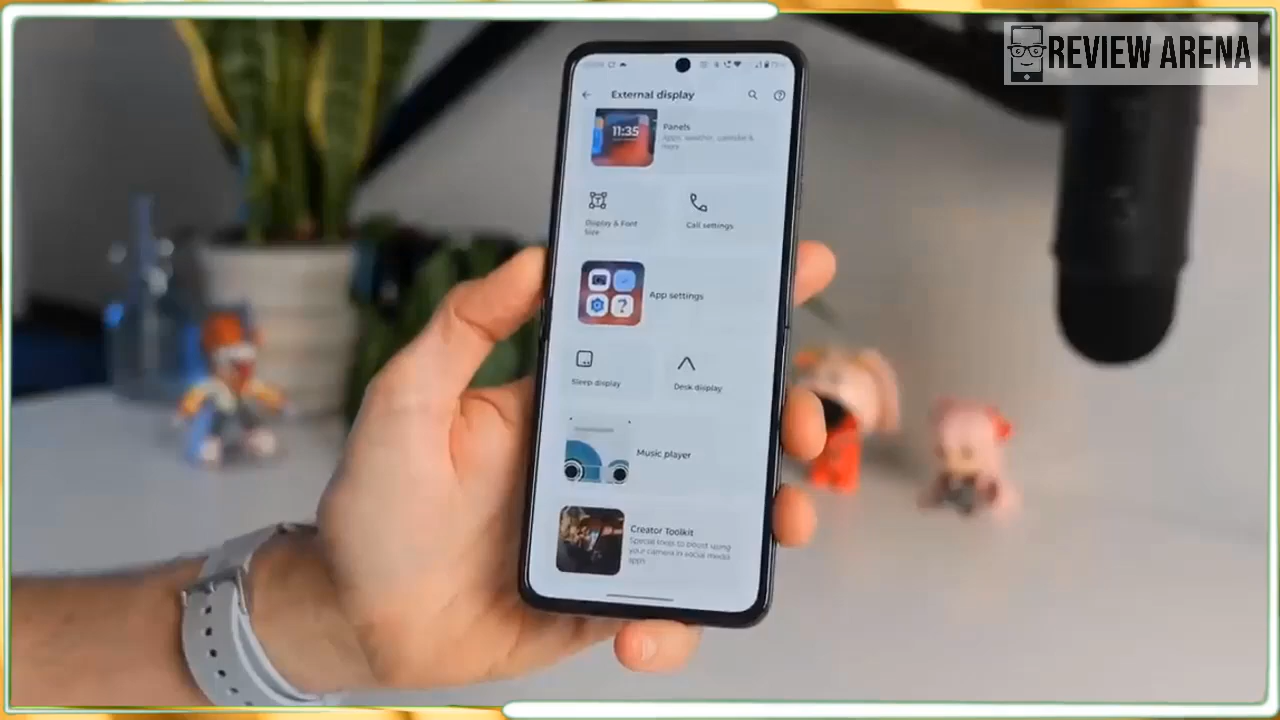 REVIEW ARENA
External display
11:35
Panels
Apps, weather, calendar &
more
Display & Font
Size
Call settings
?
App settings
Sleep display
Desk display
Music player
Creator Toolkit
Special tools to boost using
your camera in social media
apps